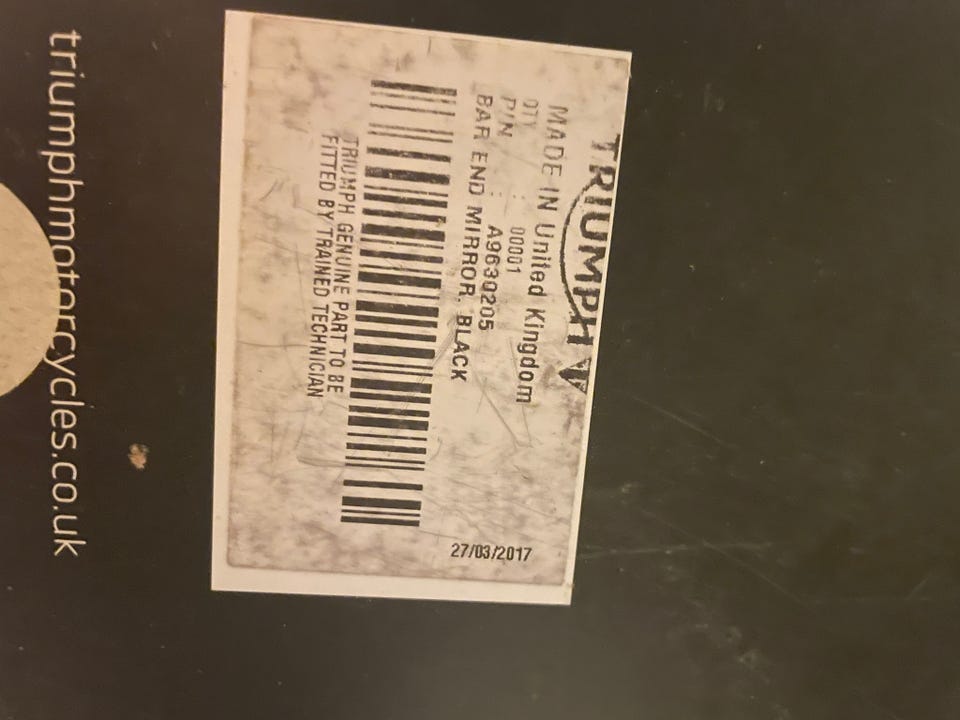 TRIUMPH
MADE IN United Kingdom
QTY : 00001
P/N : A9630205
BAR END MIRROR, BLACK
TRIUMPH GENUINE PART TO BE
FITTED BY TRAINED TECHNICIAN
27/03/2017
triumphmotorcycles.co.uk